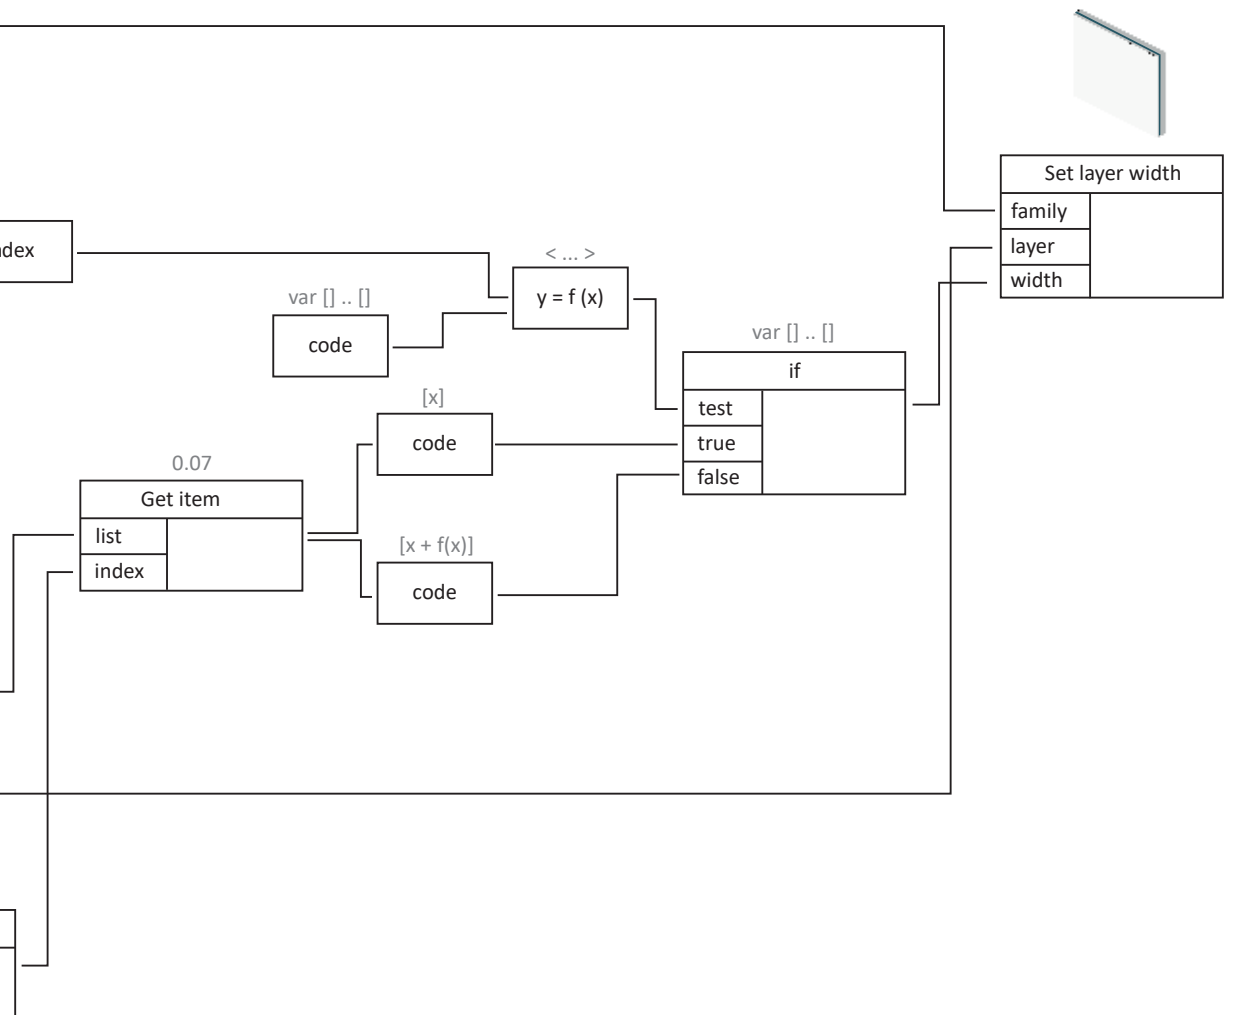 Set layer width
family
layer
width
< ... >
y = f (x)
var [] .. []
code
var [] .. []
if
test
true
false
[x]
code
0.07
Get item
list
index
[x + f(x)]
code